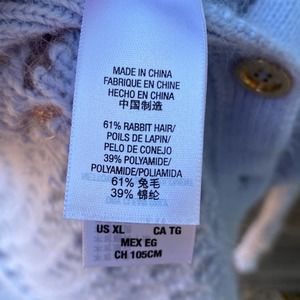 MADE IN CHINA
FABRIQUE EN CHINE
HECHO EN CHINA
中国制造
61% RABBIT HAIR/
POILS DE LAPIN/
PELO DE CONEJO
39% POLYAMIDE/
POLYAMIDE/POLIAMIDA
61% 兔毛
39% 锦纶
US XL CA TG
MEX EG
CH 105CM